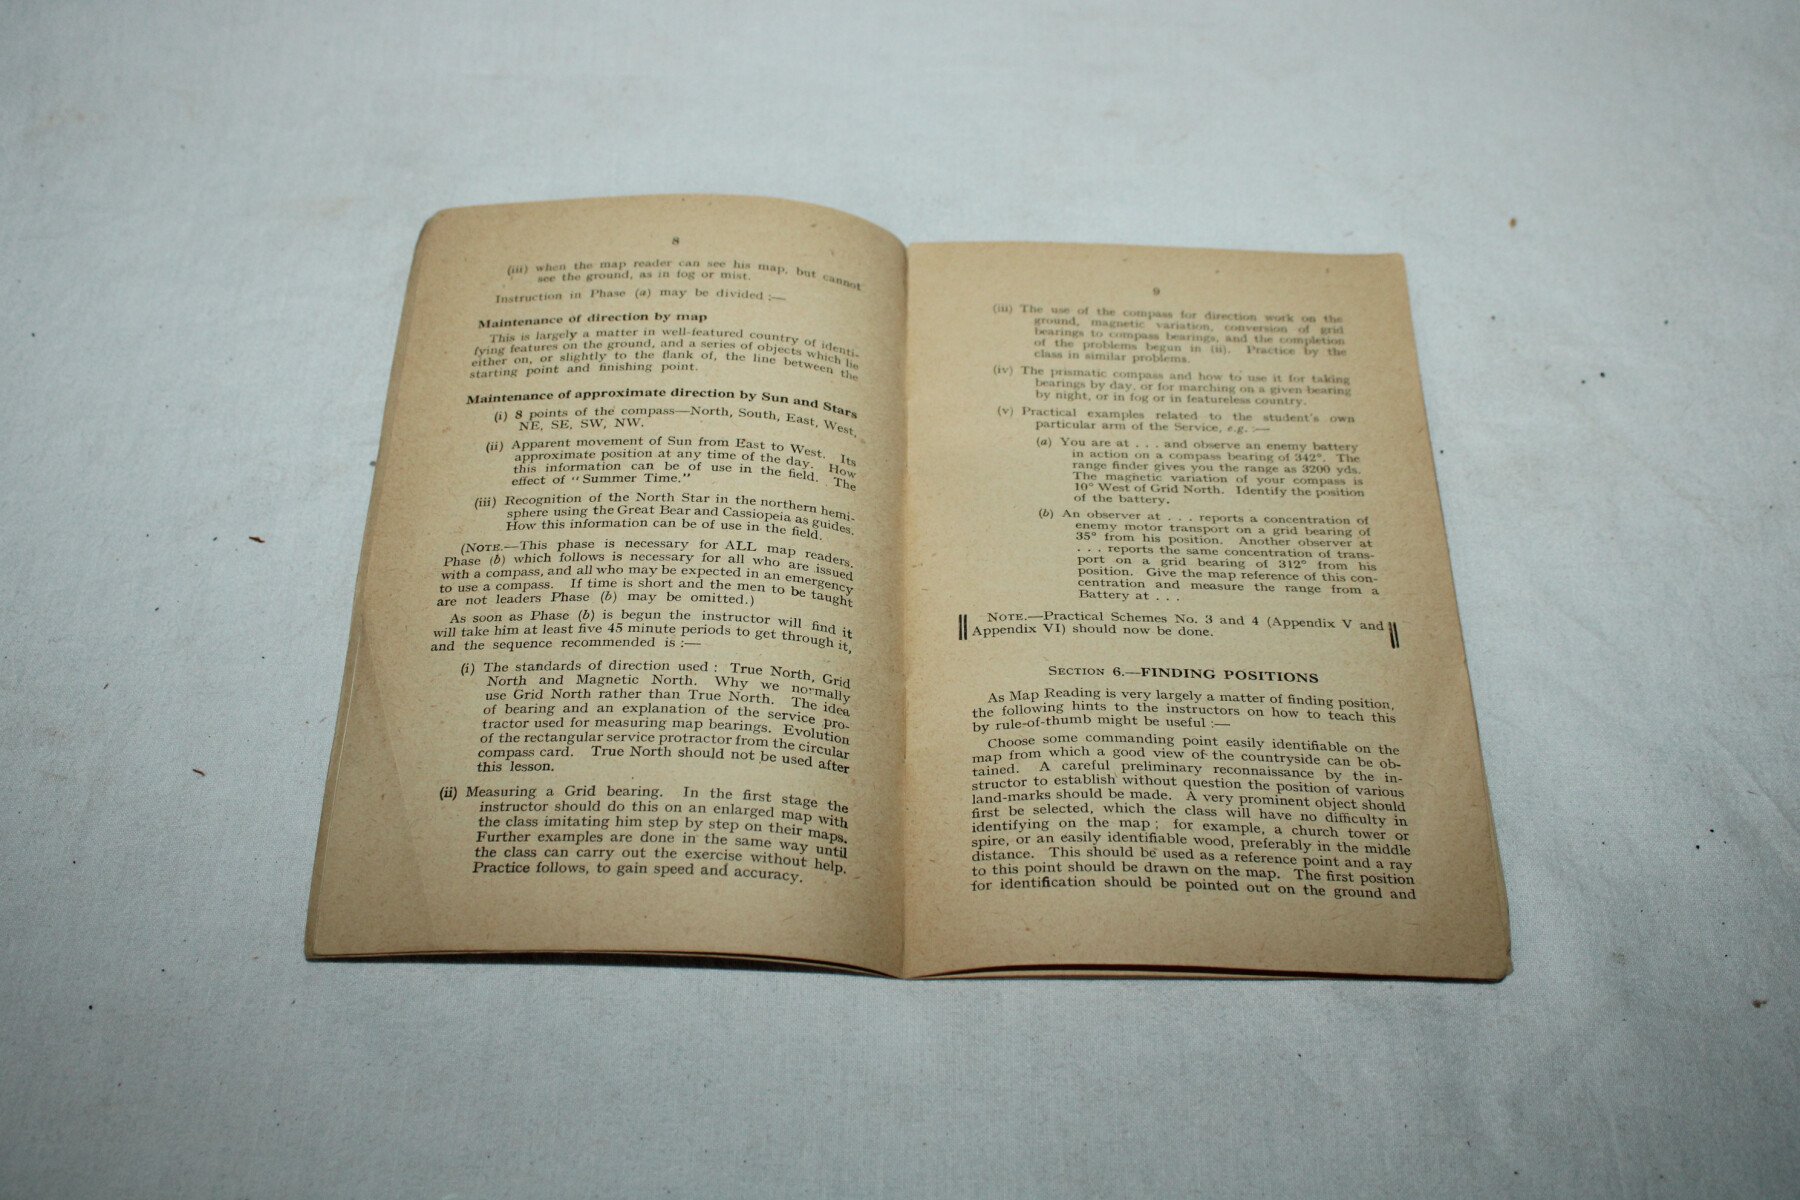 8
(iii) when the map reader can see his map, but cannot
see the ground, as in fog or mist.
Instruction in Phase (a) may be divided :—
Maintenance of direction by map
This is largely a matter in well-featured country of identi-
fying features on the ground, and a series of objects which lie
either on, or slightly to the flank of, the line between the
starting point and finishing point.
Maintenance of approximate direction by Sun and Stars
(i) 8 points of the compass—North, South, East, West,
NE, SE, SW, NW.
(ii) Apparent movement of Sun from East to West. Its
approximate position at any time of the day. How
this information can be of use in the field. The
effect of "Summer Time."
(iii) Recognition of the North Star in the northern hemi-
sphere using the Great Bear and Cassiopeia as guides.
How this information can be of use in the field.
(NOTE.—This phase is necessary for ALL map readers.
Phase (b) which follows is necessary for all who are issued
with a compass, and all who may be expected in an emergency
to use a compass. If time is short and the men to be taught
are not leaders Phase (b) may be omitted.)
As soon as Phase (b) is begun the instructor will find it
will take him at least five 45 minute periods to get through it,
and the sequence recommended is :—
(i) The standards of direction used : True North, Grid
North and Magnetic North. Why we normally
use Grid North rather than True North. The idea
of bearing and an explanation of the service pro-
tractor used for measuring map bearings. Evolution
of the rectangular service protractor from the circular
compass card. True North should not be used after
this lesson.
(ii) Measuring a Grid bearing. In the first stage the
instructor should do this on an enlarged map with
the class imitating him step by step on their maps.
Further examples are done in the same way until
the class can carry out the exercise without help.
Practice follows, to gain speed and accuracy.
9
(iii) The use of the compass for direction work on the
ground, magnetic variation, conversion of grid
bearings to compass bearings, and the completion
of the problems begun in (ii). Practice by the
class in similar problems.
(iv) The prismatic compass and how to use it for taking
bearings by day, or for marching on a given bearing
by night, or in fog or in featureless country.
(v) Practical examples related to the student's own
particular arm of the Service, e.g. :—
(a) You are at . . . and observe an enemy battery
in action on a compass bearing of 342°. The
range finder gives you the range as 3200 yds.
The magnetic variation of your compass is
10° West of Grid North. Identify the position
of the battery.
(b) An observer at . . . reports a concentration of
enemy motor transport on a grid bearing of
35° from his position. Another observer at
. . . reports the same concentration of trans-
port on a grid bearing of 312° from his
position. Give the map reference of this con-
centration and measure the range from a
Battery at . . .
NOTE.—Practical Schemes No. 3 and 4 (Appendix V and
Appendix VI) should now be done.
SECTION 6.—FINDING POSITIONS
As Map Reading is very largely a matter of finding position,
the following hints to the instructors on how to teach this
by rule-of-thumb might be useful :—
Choose some commanding point easily identifiable on the
map from which a good view of the countryside can be ob-
tained. A careful preliminary reconnaissance by the in-
structor to establish without question the position of various
land-marks should be made. A very prominent object should
first be selected, which the class will have no difficulty in
identifying on the map ; for example, a church tower or
spire, or an easily identifiable wood, preferably in the middle
distance. This should be used as a reference point and a ray
to this point should be drawn on the map. The first position
for identification should be pointed out on the ground and